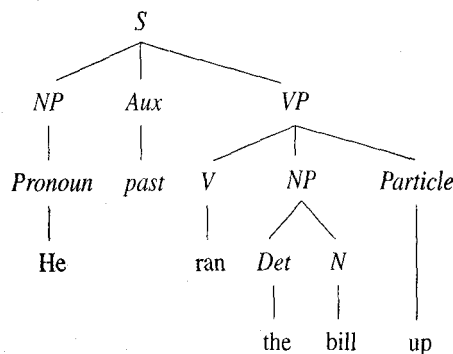 S
NP Aux VP
Pronoun past V NP Particle
He ran Det N
the bill up